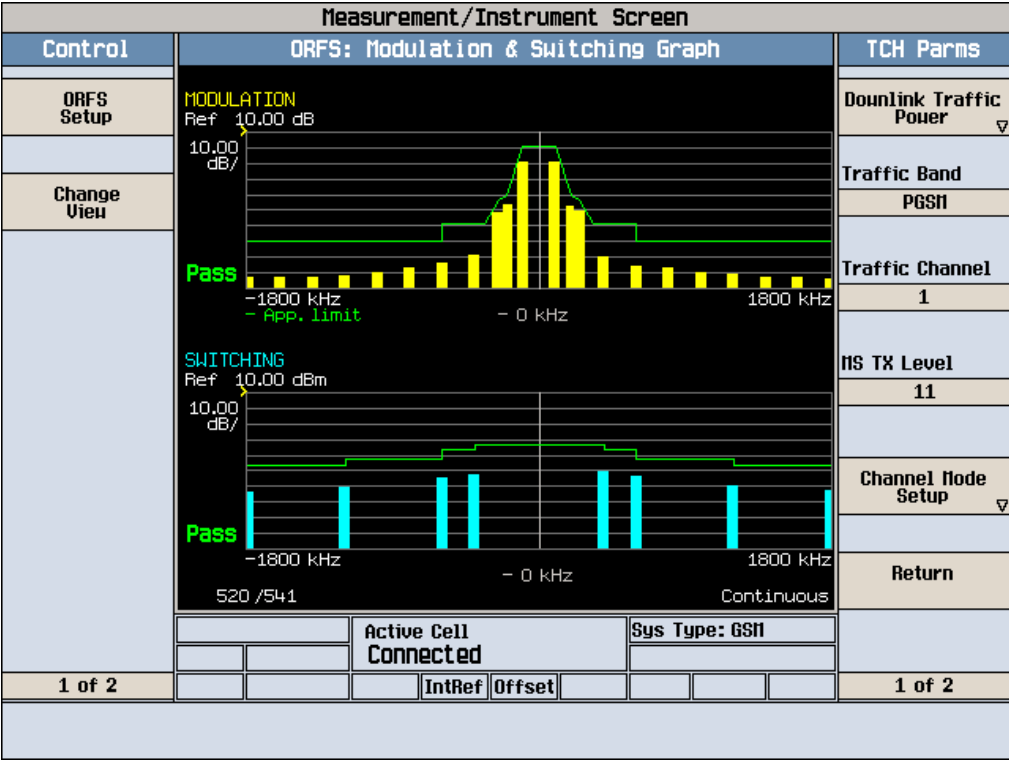 Measurement/Instrument Screen
Control
ORFS: Modulation & Switching Graph
TCH Parms
ORFS
Setup
Change
View
MODULATION
Ref 10.00 dB
10.00
dB/
Pass
-1800 kHz
1800 kHz
- App. limit
- 0 kHz
SWITCHING
Ref 10.00 dBm
10.00
dB/
Pass
-1800 kHz
1800 kHz
- 0 kHz
520 /541
Continuous
Downlink Traffic
Power
Traffic Band
PGSM
Traffic Channel
1
MS TX Level
11
Channel Mode
Setup
Return
Active Cell
Connected
Sys Type: GSM
IntRef
Offset
1 of 2
1 of 2